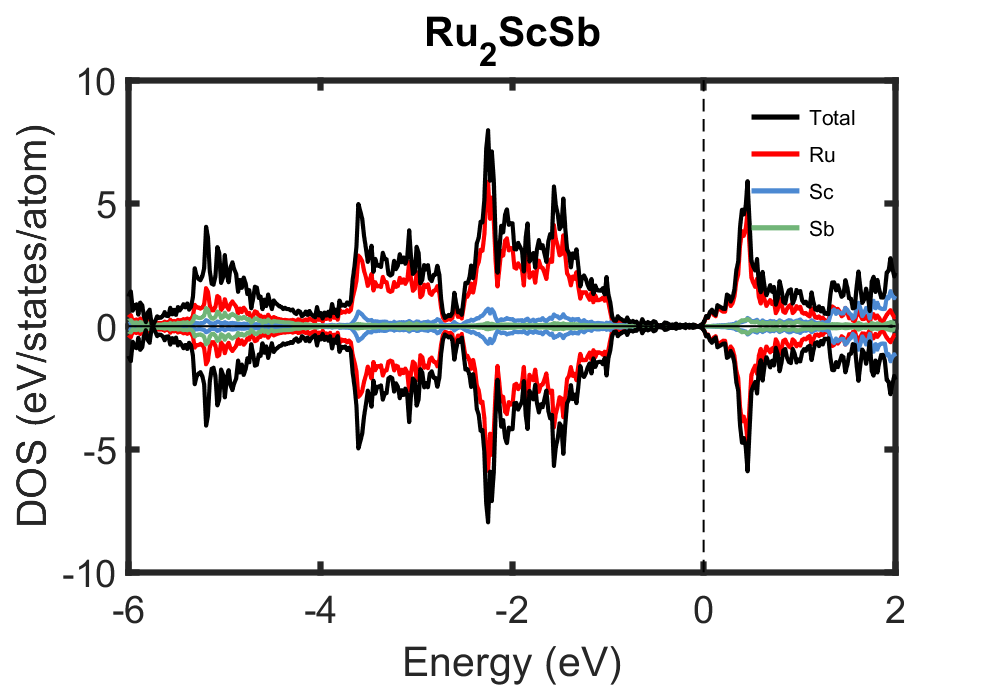 Ru2ScSb
10
5
0
-5
-10
DOS (eV/states/atom)
Total
Ru
Sc
Sb
-6 -4 -2 0 2
Energy (eV)